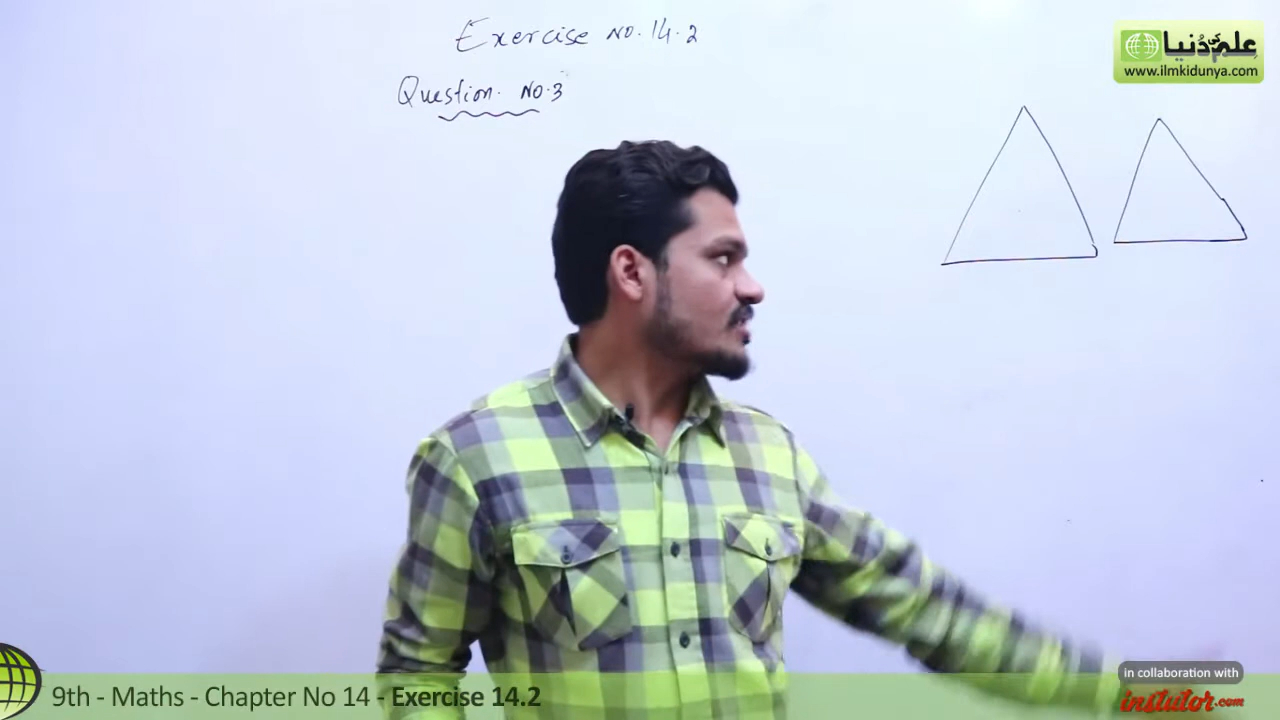 Exercise No. 14.2
Question. No.3
علم کی دُنیا
www.ilmkidunya.com
in collaboration with
instutor.com
9th - Maths - Chapter No 14 - Exercise 14.2